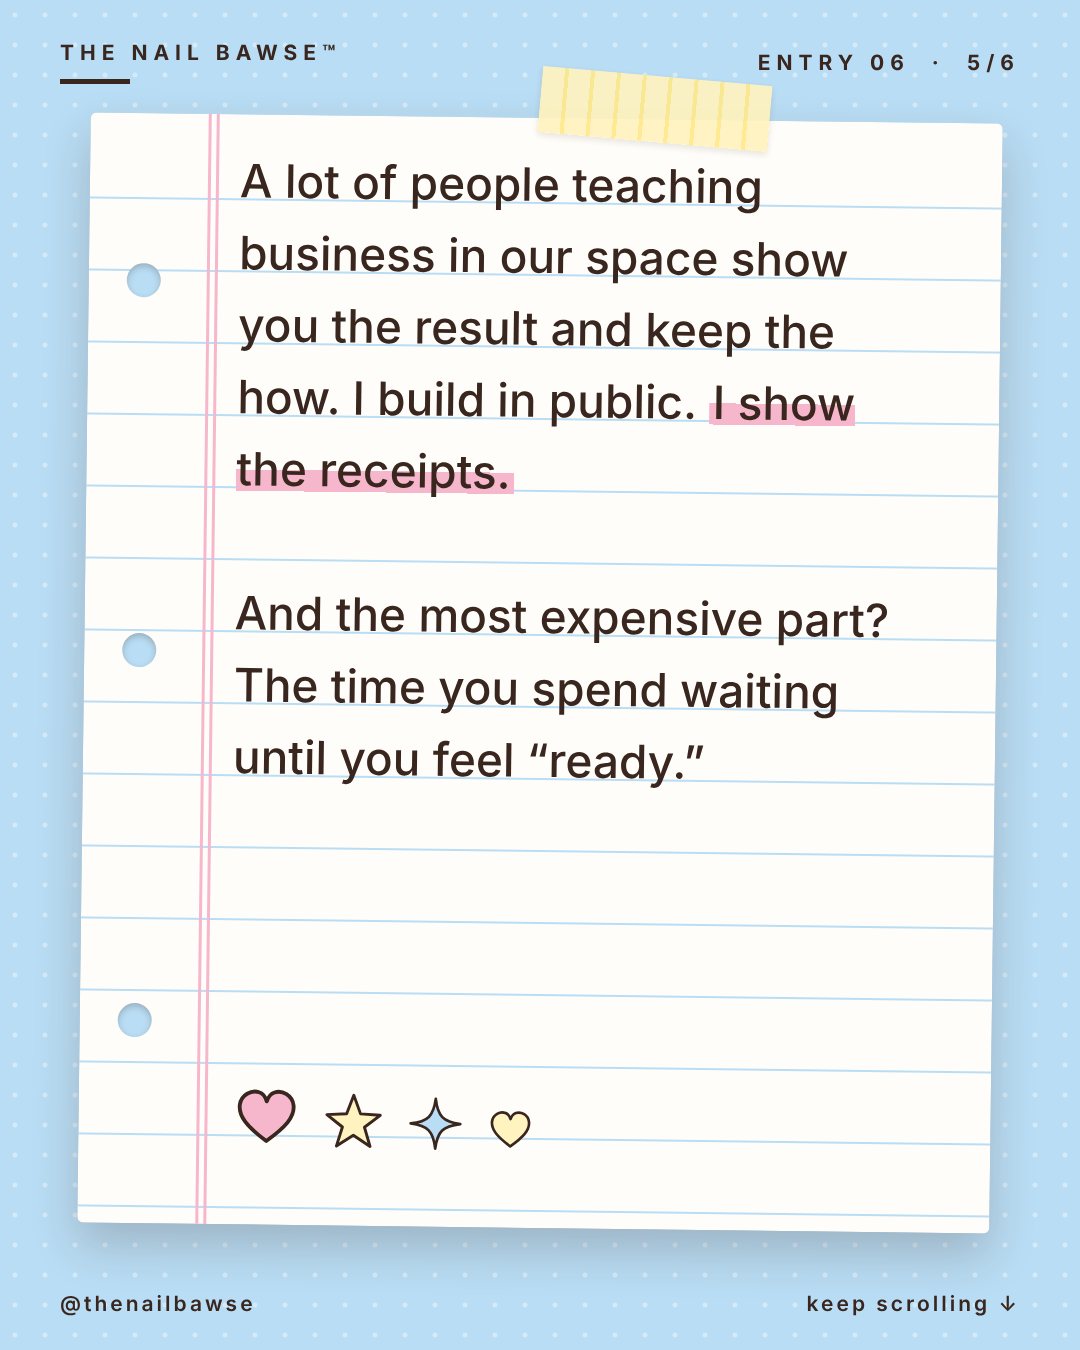 THE NAIL BAWSE™
ENTRY 06 · 5/6
A lot of people teaching
business in our space show
you the result and keep the
how. I build in public. I show
the receipts.
And the most expensive part?
The time you spend waiting
until you feel “ready.”
@thenailbawse
keep scrolling ↓